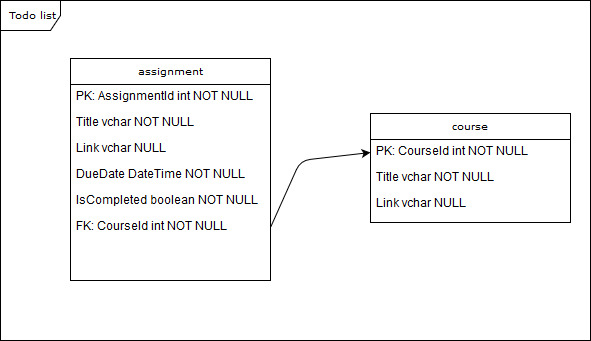 Todo list
assignment
PK: AssignmentId int NOT NULL
Title vchar NOT NULL
Link vchar NULL
DueDate DateTime NOT NULL
IsCompleted boolean NOT NULL
FK: CourseId int NOT NULL
course
PK: CourseId int NOT NULL
Title vchar NOT NULL
Link vchar NULL